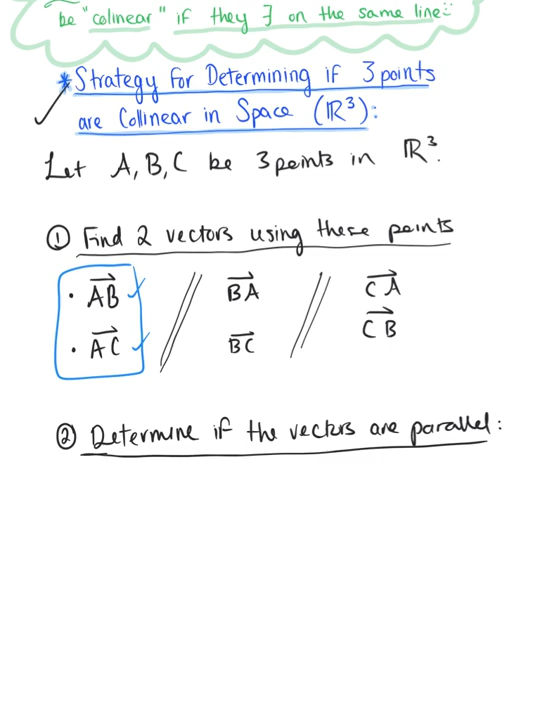 be "colinear" if they ∃ on the same line
*Strategy for Determining if 3 points
are Collinear in Space (ℝ³):
Let A, B, C be 3 points in ℝ³.
① Find 2 vectors using these points
• AB⃗ ✓ // BA⃗ // CA⃗
• AC⃗ ✓ BC⃗ CB⃗
② Determine if the vectors are parallel: